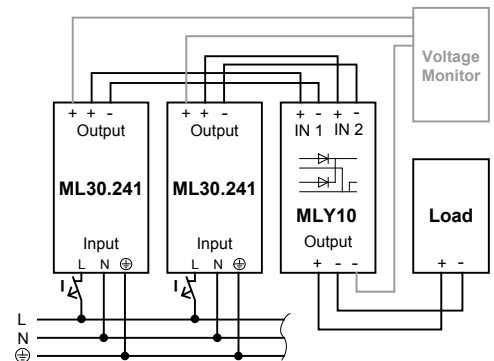 Voltage
Monitor
+ + -
Output
ML30.241
Input
L N ⏚
I
+ + -
Output
ML30.241
Input
L N ⏚
I
+ - + -
IN 1 IN 2
MLY10
Output
+ - -
Load
+ -
L
N
⏚